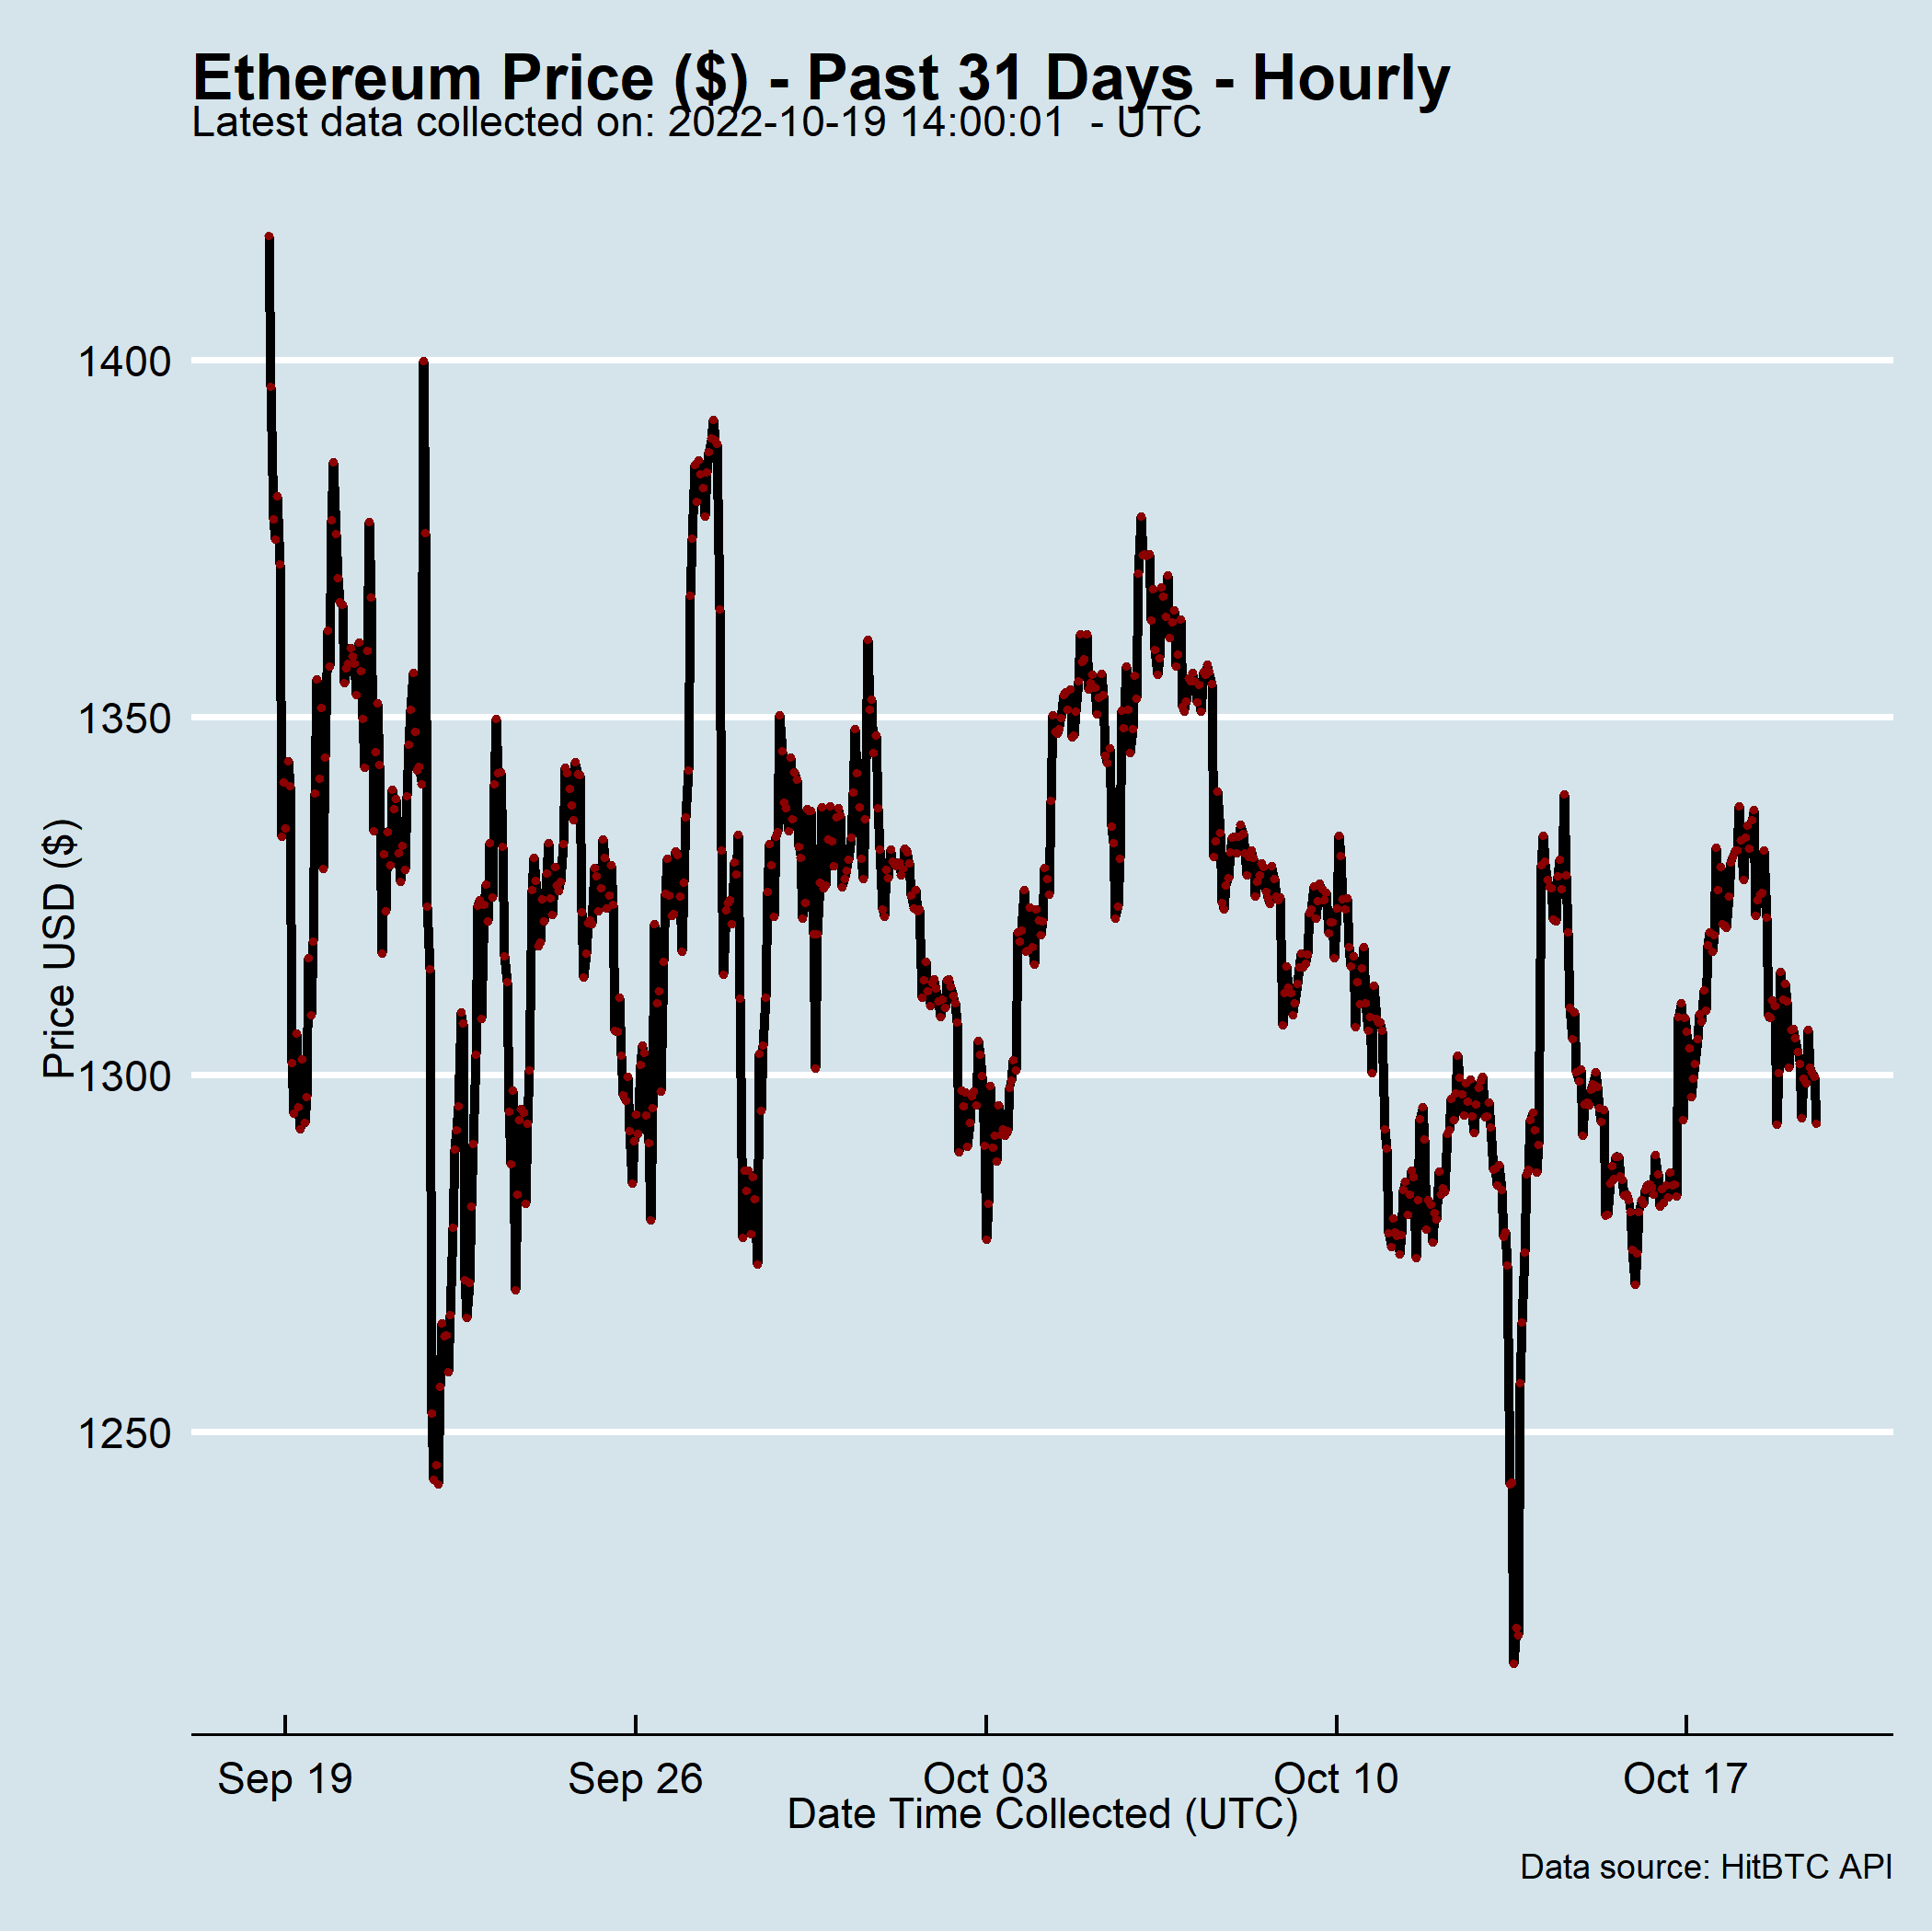 Ethereum Price ($) - Past 31 Days - Hourly
Latest data collected on: 2022-10-19 14:00:01  - UTC
Price USD ($)
1400
1350
1300
1250
Sep 19
Sep 26
Oct 03
Oct 10
Oct 17
Date Time Collected (UTC)
Data source: HitBTC API